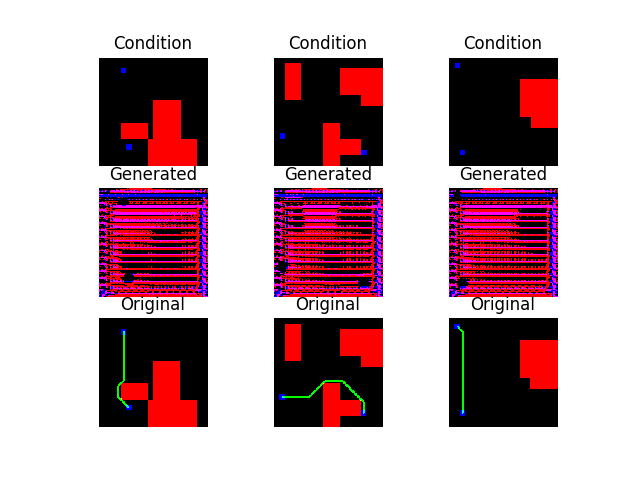 Condition Condition Condition
Generated Generated Generated
Original Original Original